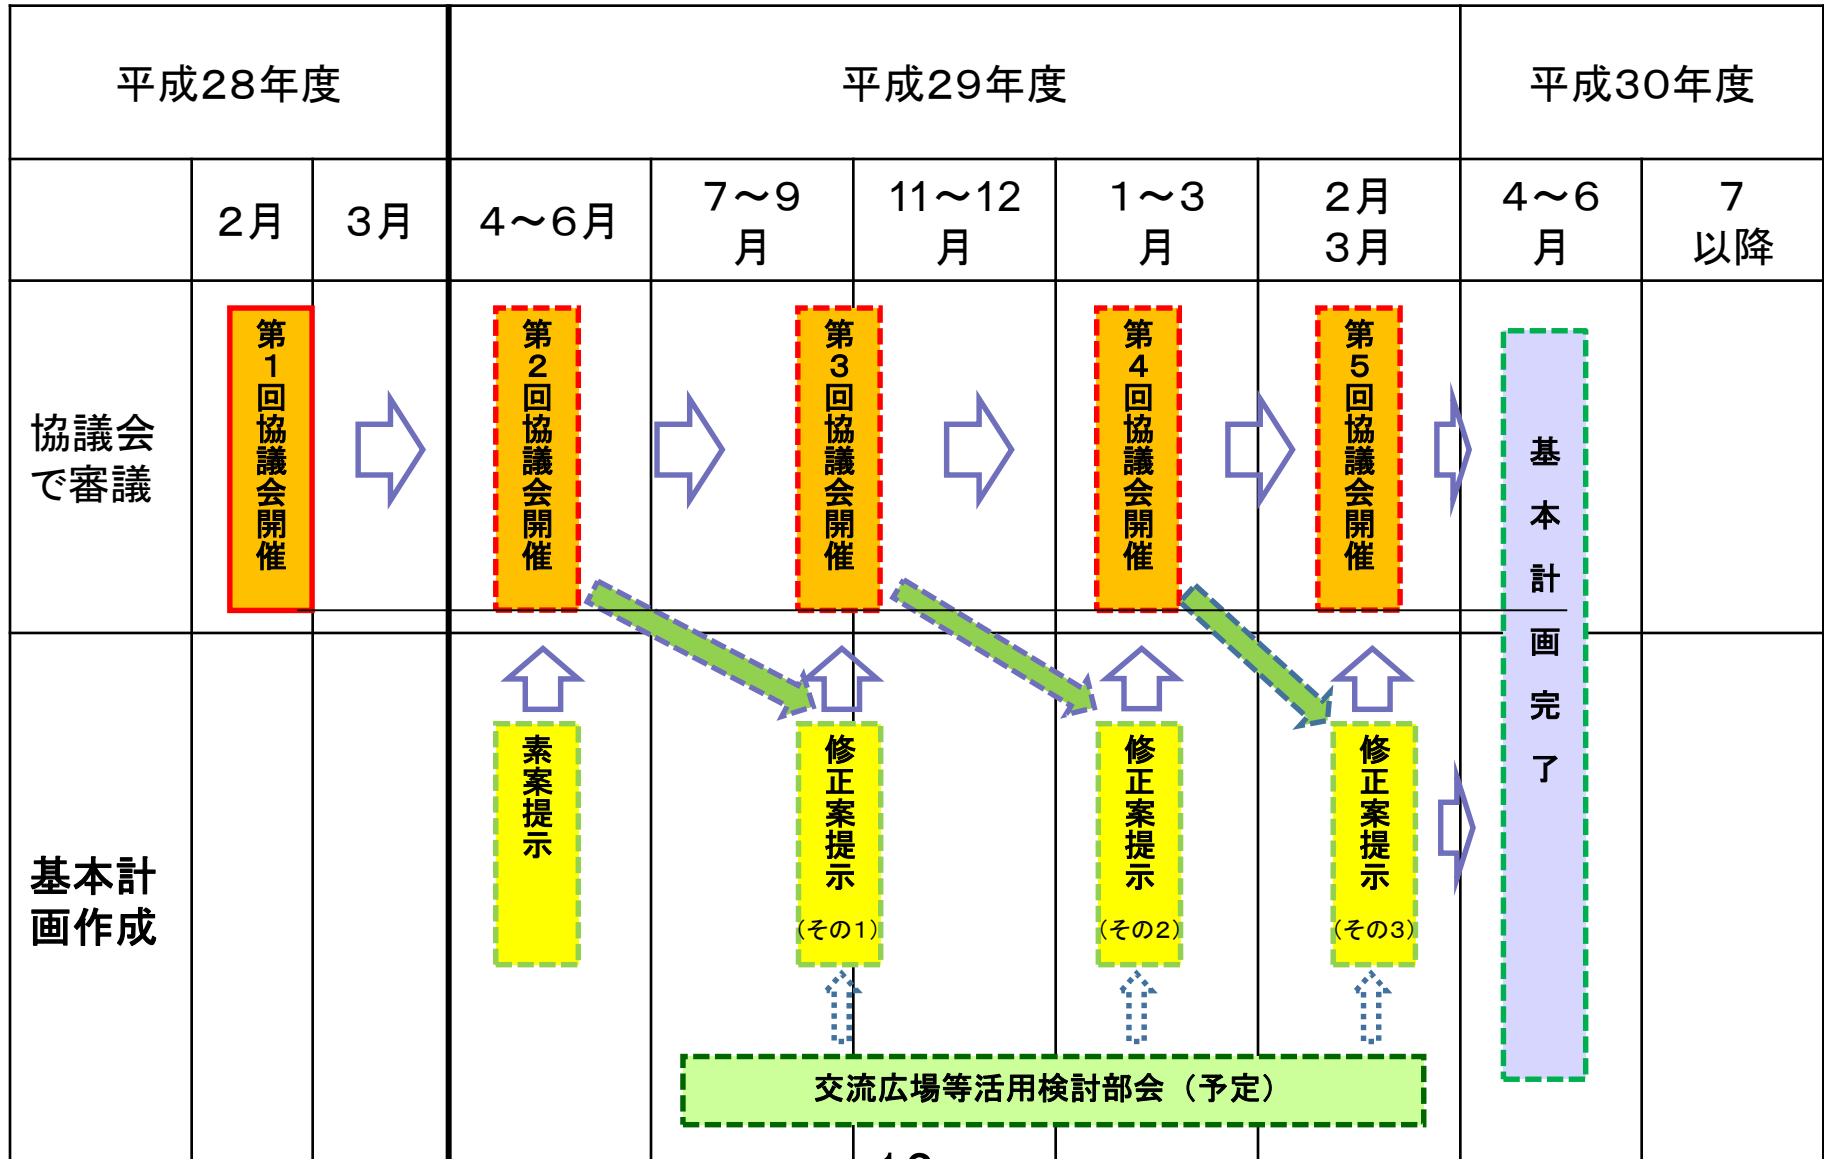 平成28年度
平成29年度
平成30年度
2月
3月
4～6月
7～9
月
11～12
月
1～3
月
2月
3月
4～6
月
7
以降
協議会
で審議
第1回協議会開催
第2回協議会開催
第3回協議会開催
第4回協議会開催
第5回協議会開催
基本計画完了
基本計
画作成
素案提示
修正案提示
(その1)
修正案提示
(その2)
修正案提示
(その3)
交流広場等活用検討部会（予定）